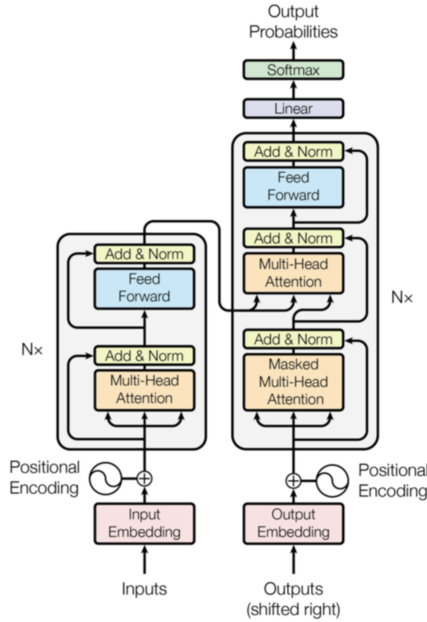 Output
Probabilities
Softmax
Linear
Add & Norm
Feed
Forward
Add & Norm
Multi-Head
Attention
Nx
Add & Norm
Masked
Multi-Head
Attention
Add & Norm
Feed
Forward
Nx
Add & Norm
Multi-Head
Attention
Positional
Encoding
Positional
Encoding
Input
Embedding
Output
Embedding
Inputs
Outputs
(shifted right)